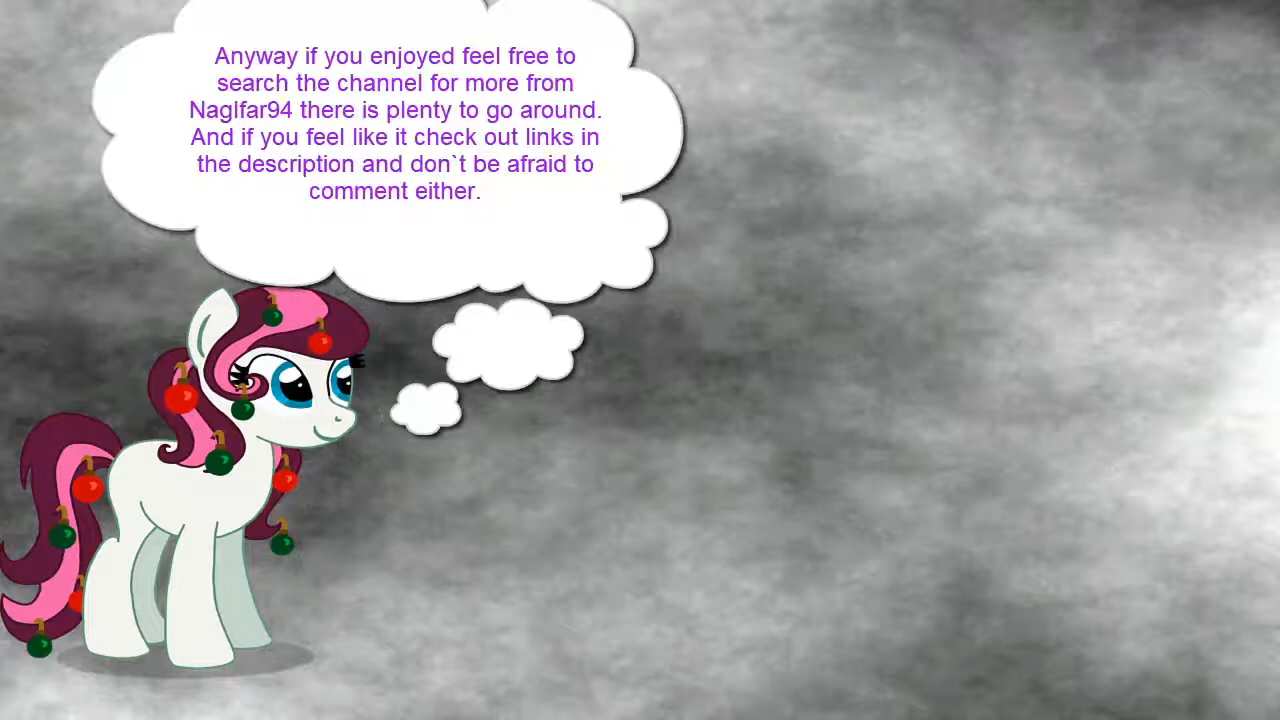 Anyway if you enjoyed feel free to
search the channel for more from
Naglfar94 there is plenty to go around.
And if you feel like it check out links in
the description and don`t be afraid to
comment either.